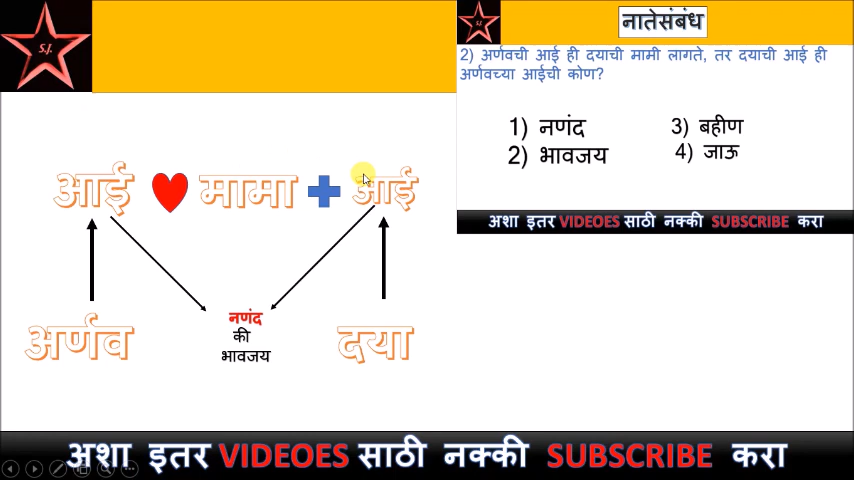 S.J.
नातेसंबंध
2) अर्णवची आई ही दयाची मामी लागते, तर दयाची आई ही
अर्णवच्या आईची कोण?
1) नणंद
3) बहीण
2) भावजय
4) जाऊ
अशा इतर VIDEOES साठी नक्की SUBSCRIBE करा
आई मामा आई
नणंद
की
भावजय
अर्णव
दया
अशा इतर VIDEOES साठी नक्की SUBSCRIBE करा